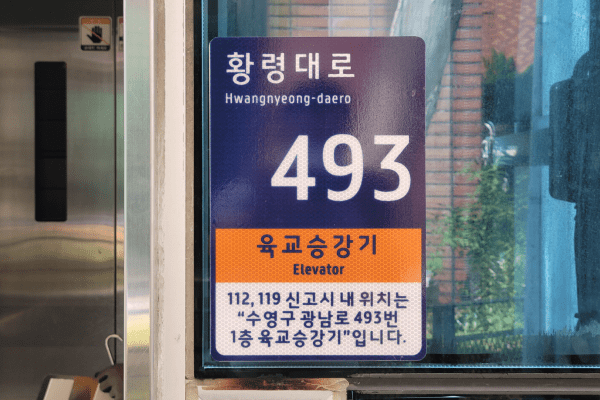 황령대로
Hwangnyeong-daero
493
육교승강기
Elevator
112, 119 신고시 내 위치는
“수영구 광남로 493번
1층 육교승강기”입니다.